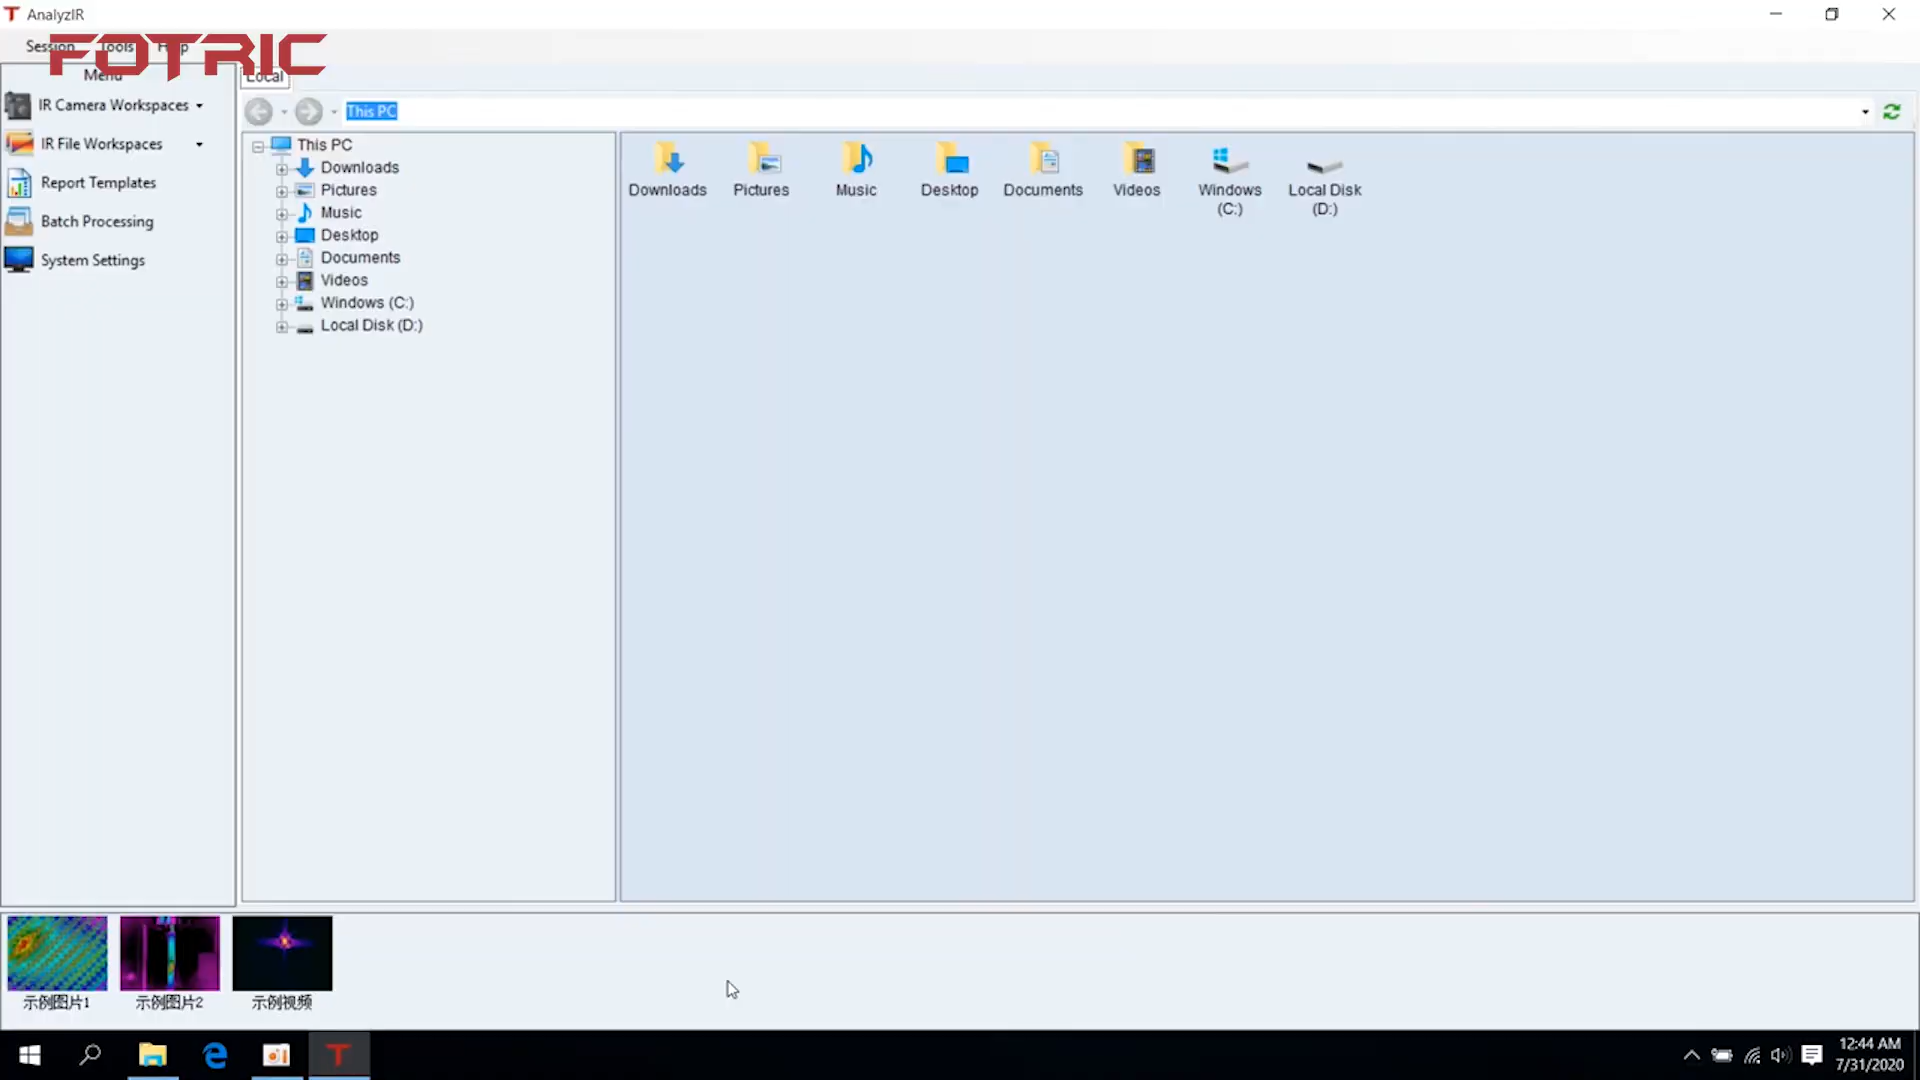 AnalyzIR
Session Tools Help
FOTRIC
Menu
Local
IR Camera Workspaces
IR File Workspaces
Report Templates
Batch Processing
System Settings
This PC
This PC
Downloads
Pictures
Music
Desktop
Documents
Videos
Windows (C:)
Local Disk (D:)
Downloads
Pictures
Music
Desktop
Documents
Videos
Windows
(C:)
Local Disk
(D:)
示例图片1
示例图片2
示例视频
12:44 AM
7/31/2020